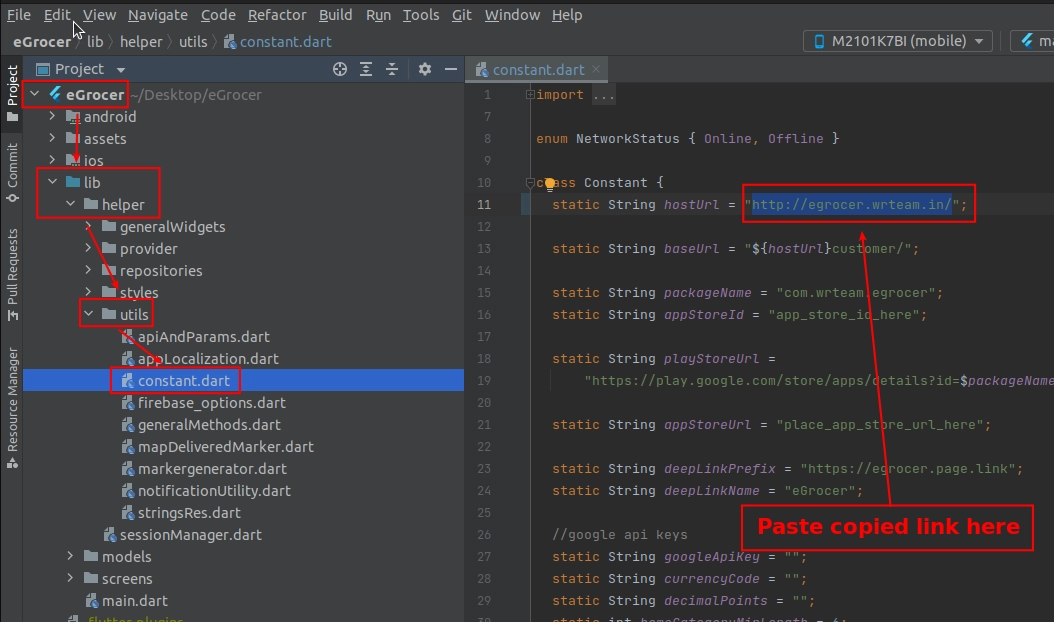 File Edit View Navigate Code Refactor Build Run Tools Git Window Help
eGrocer lib helper utils constant.dart
M2101K7BI (mobile)
ma
Project
Commit
Pull Requests
Resource Manager
Project
eGrocer ~/Desktop/eGrocer
android
assets
ios
lib
helper
generalWidgets
provider
repositories
styles
utils
apiAndParams.dart
appLocalization.dart
constant.dart
firebase_options.dart
generalMethods.dart
mapDeliveredMarker.dart
markergenerator.dart
notificationUtility.dart
stringsRes.dart
sessionManager.dart
models
screens
main.dart
.flutter-plugins
constant.dart
1 import ...
7
8 enum NetworkStatus { Online, Offline }
9
10 class Constant {
11 static String hostUrl = "http://egrocer.wrteam.in/";
12
13 static String baseUrl = "${hostUrl}customer/";
14
15 static String packageName = "com.wrteam.egrocer";
16 static String appStoreId = "app_store_id_here";
17
18 static String playStoreUrl =
19 "https://play.google.com/store/apps/details?id=$packageName
20
21 static String appStoreUrl = "place_app_store_url_here";
22
23 static String deepLinkPrefix = "https://egrocer.page.link";
24 static String deepLinkName = "eGrocer";
25
26 //google api keys
27 static String googleApiKey = "";
28 static String currencyCode = "";
29 static String decimalPoints = "";
30 static int homeCategoryMinLength = 6;
Paste copied link here